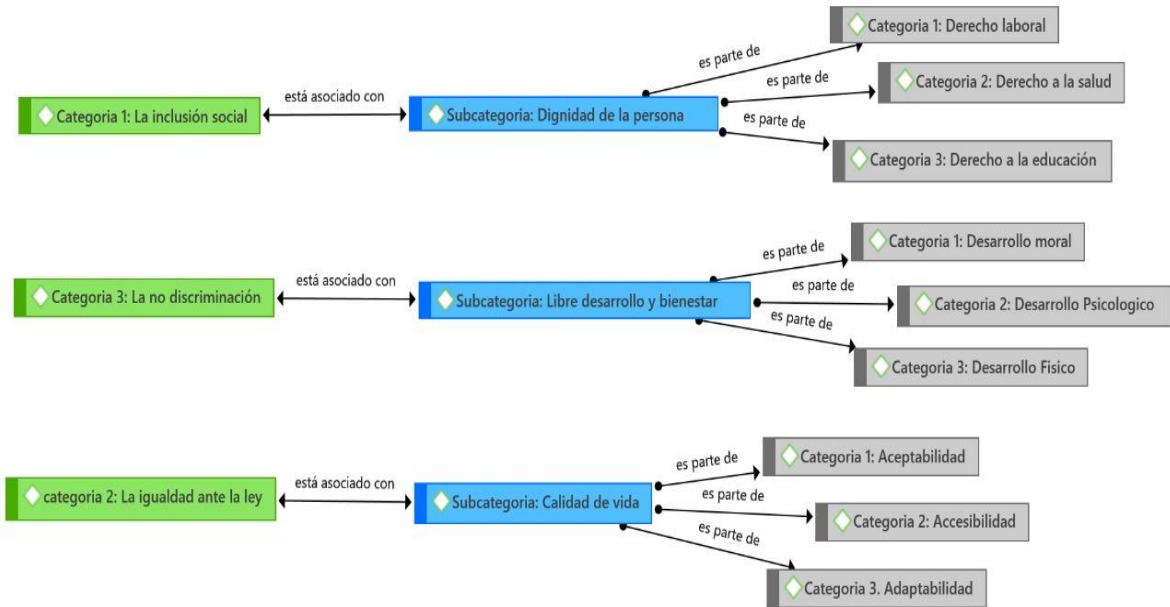 Categoria 1: La inclusión social
está asociado con
Subcategoria: Dignidad de la persona
es parte de
Categoria 1: Derecho laboral
es parte de
Categoria 2: Derecho a la salud
es parte de
Categoria 3: Derecho a la educación
Categoria 3: La no discriminación
está asociado con
Subcategoria: Libre desarrollo y bienestar
es parte de
Categoria 1: Desarrollo moral
es parte de
Categoria 2: Desarrollo Psicologico
es parte de
Categoria 3: Desarrollo Fisico
categoria 2: La igualdad ante la ley
está asociado con
Subcategoria: Calidad de vida
es parte de
Categoria 1: Aceptabilidad
es parte de
Categoria 2: Accesibilidad
es parte de
Categoria 3. Adaptabilidad